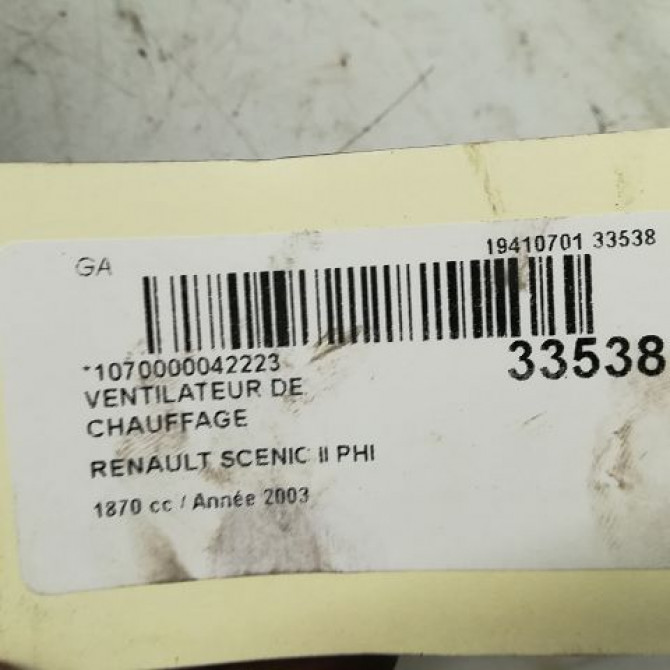 GA
19410701 33538
*1070000042223
33538
VENTILATEUR DE
CHAUFFAGE
RENAULT SCENIC II PHI
1870 cc / Année 2003